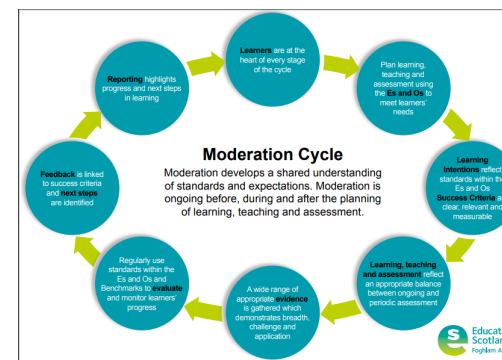 Learners are at the
heart of every stage
of the cycle
Plan learning,
teaching and
assessment using
the Es and Os to
meet learners'
needs
Learning
Intentions reflect
standards within the
Es and Os
Success Criteria a
clear, relevant and
measurable
Learning, teaching
and assessment reflect
an appropriate balance
between ongoing and
periodic assessment
A wide range of
appropriate evidence
is gathered which
demonstrates breadth,
challenge and
application
Regularly use
standards within the
Es and Os and
Benchmarks to evaluate
and monitor learners'
progress
Feedback is linked
to success criteria
and next steps
are identified
Reporting highlights
progress and next steps
in learning
Moderation Cycle
Moderation develops a shared understanding
of standards and expectations. Moderation is
ongoing before, during and after the planning
of learning, teaching and assessment.
Educat
Scotla
Foghlam A